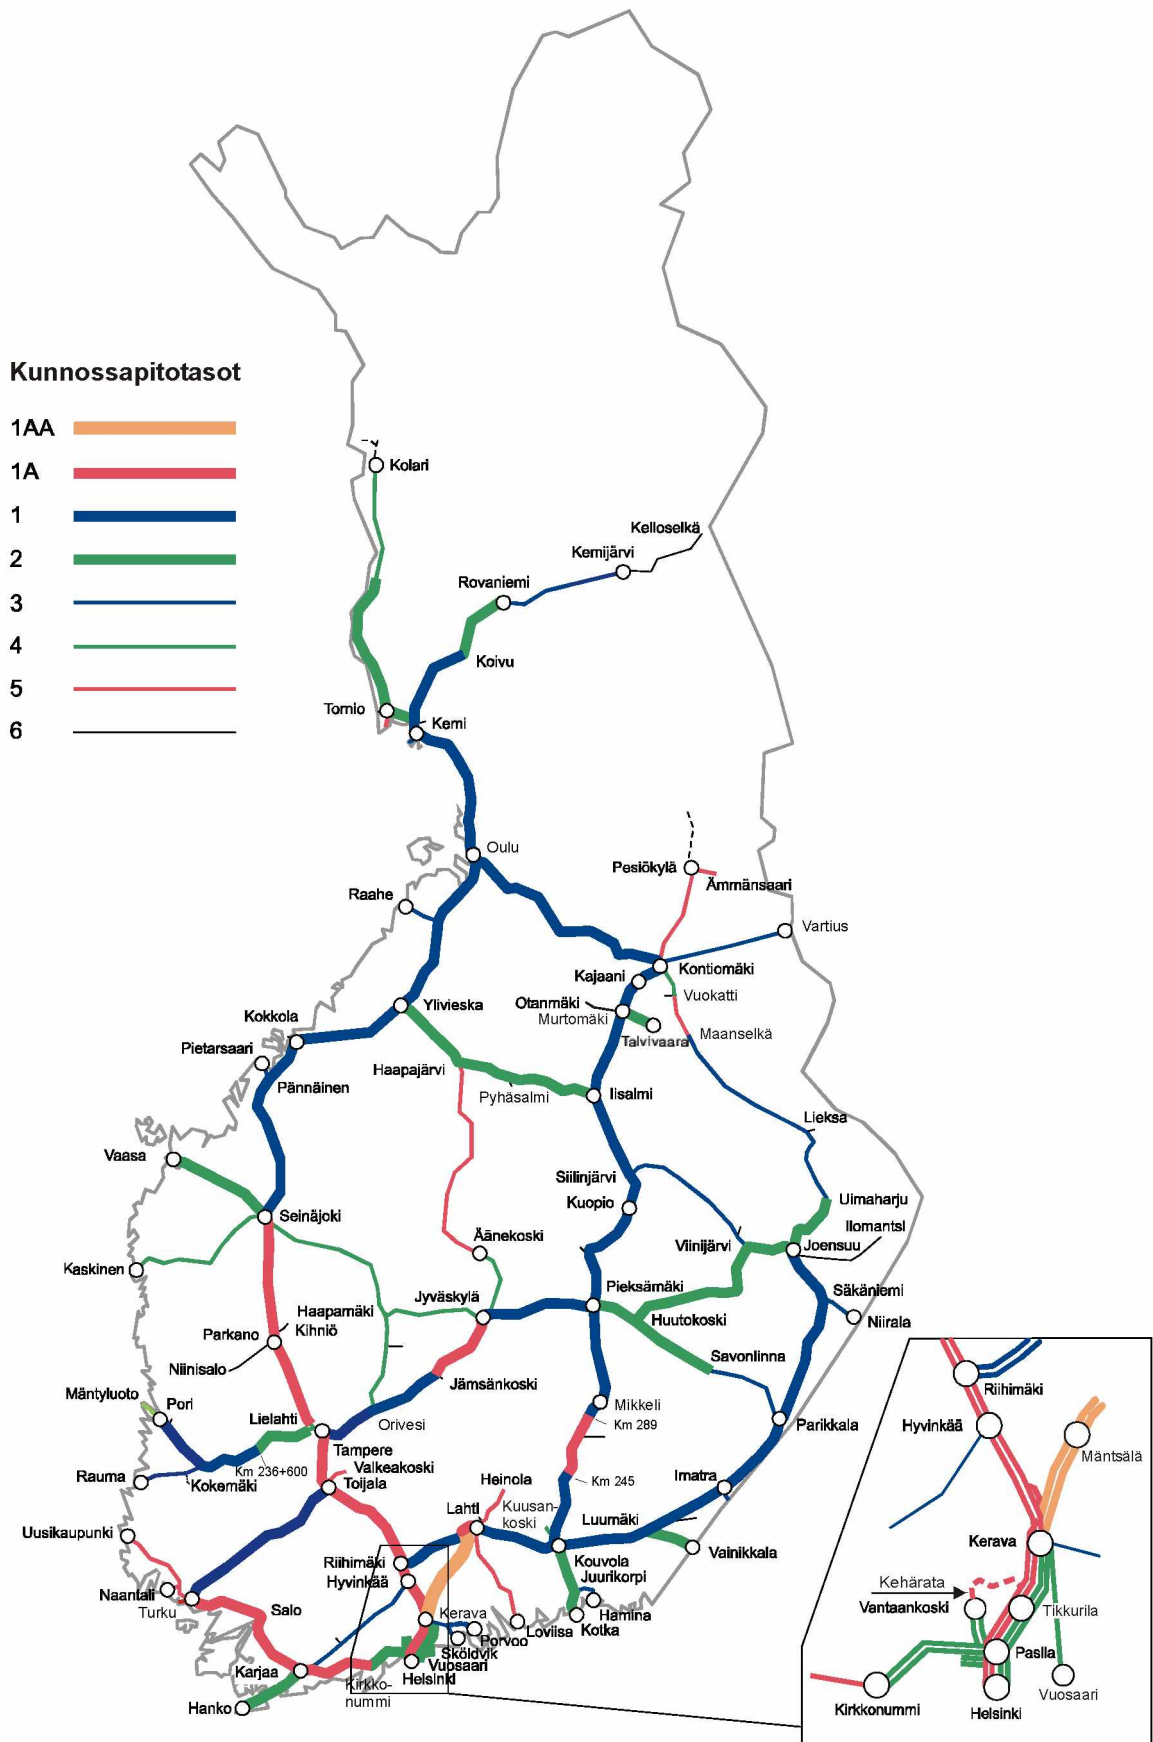 Kunnossapitotasot
1AA
1A
1
2
3
4
5
6
Kolari
Kelloselkä
Kemijärvi
Rovaniemi
Koivu
Tornio
Kemi
Oulu
Pesiökylä
Ämmänsaari
Raahe
Vartius
Kontiomäki
Kajaani
Vuokatti
Otanmäki
Murtomäki
Ylivieska
Kokkola
Maanselkä
Talvivaara
Pietarsaari
Haapajärvi
Pännäinen
Pyhäsalmi
Iisalmi
Lieksa
Vaasa
Siilinjärvi
Kuopio
Uimaharju
Seinäjoki
Ilomantsi
Äänekoski
Viinijärvi
Joensuu
Kaskinen
Pieksämäki
Säkäniemi
Jyväskylä
Haapamäki
Huutokoski
Niirala
Kihniö
Parkano
Savonlinna
Niinisalo
Jämsänkoski
Mäntyluoto
Pori
Mikkeli
Lielahti
Orivesi
Km 289
Parikkala
Tampere
Valkeakoski
Km 236+600
Rauma
Kokemäki
Toijala
Heinola
Km 245
Imatra
Lahti
Kuusan-
koski
Luumäki
Uusikaupunki
Kouvola
Vainikkala
Riihimäki
Juurikorpi
Hyvinkää
Naantali
Turku
Salo
Kerava
Hamina
Loviisa
Kotka
Porvoo
Sköldvik
Vuosaari
Karjaa
Helsinki
Kirkko-
nummi
Hanko
Riihimäki
Hyvinkää
Mäntsälä
Kerava
Kehärata
Vantaankoski
Tikkurila
Pasila
Vuosaari
Kirkkonummi
Helsinki